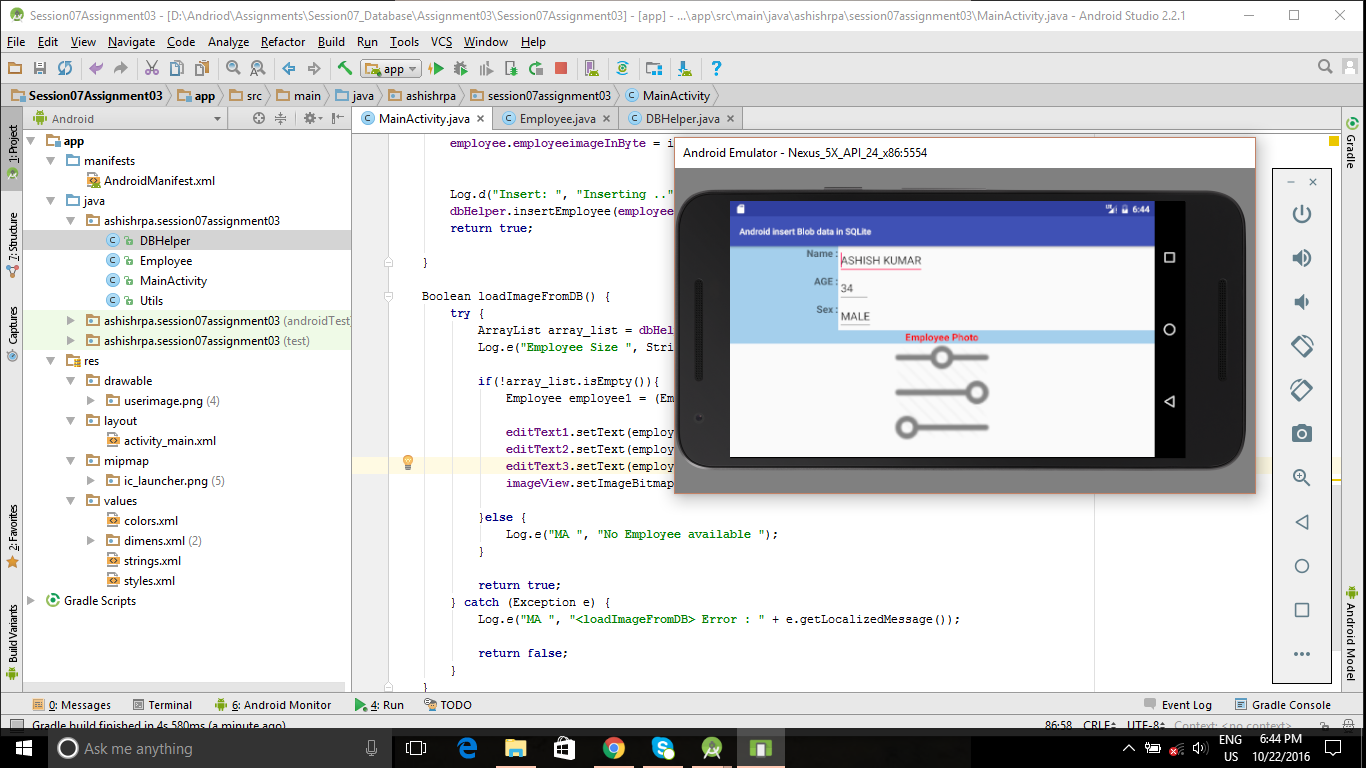 Session07Assignment03 - [D:\Andriod\Assignments\Session07_Database\Assignment03\Session07Assignment03] - [app] - ...\app\src\main\java\ashishrpa\session07assignment03\MainActivity.java - Android Studio 2.2.1
File Edit View Navigate Code Analyze Refactor Build Run Tools VCS Window Help
app
Session07Assignment03 app src main java ashishrpa session07assignment03 MainActivity
Android
MainActivity.java Employee.java DBHelper.java
1: Project
7: Structure
Captures
2: Favorites
Build Variants
app
manifests
AndroidManifest.xml
java
ashishrpa.session07assignment03
DBHelper
Employee
MainActivity
Utils
ashishrpa.session07assignment03 (androidTest
ashishrpa.session07assignment03 (test)
res
drawable
userimage.png (4)
layout
activity_main.xml
mipmap
ic_launcher.png (5)
values
colors.xml
dimens.xml (2)
strings.xml
styles.xml
Gradle Scripts
employee.employeeimageInByte = i
Log.d("Insert: ", "Inserting .."
dbHelper.insertEmployee(employee
return true;
}
Boolean loadImageFromDB() {
try {
ArrayList array_list = dbHel
Log.e("Employee Size ", Stri
if(!array_list.isEmpty()){
Employee employee1 = (Em
editText1.setText(employ
editText2.setText(employ
editText3.setText(employ
imageView.setImageBitmap
}else {
Log.e("MA ", "No Employee available ");
}
return true;
} catch (Exception e) {
Log.e("MA ", "<loadImageFromDB> Error : " + e.getLocalizedMessage());
return false;
}
}
Android Emulator - Nexus_5X_API_24_x86:5554
6:44
Android insert Blob data in SQLite
Name : ASHISH KUMAR
AGE : 34
Sex : MALE
Employee Photo
Gradle
Android Model
0: Messages Terminal 6: Android Monitor 4: Run TODO Event Log Gradle Console
Gradle build finished in 4s 580ms (a minute ago) 86:58 CRLF UTF-8 Context: <no context>
Ask me anything
ENG
US
6:44 PM
10/22/2016